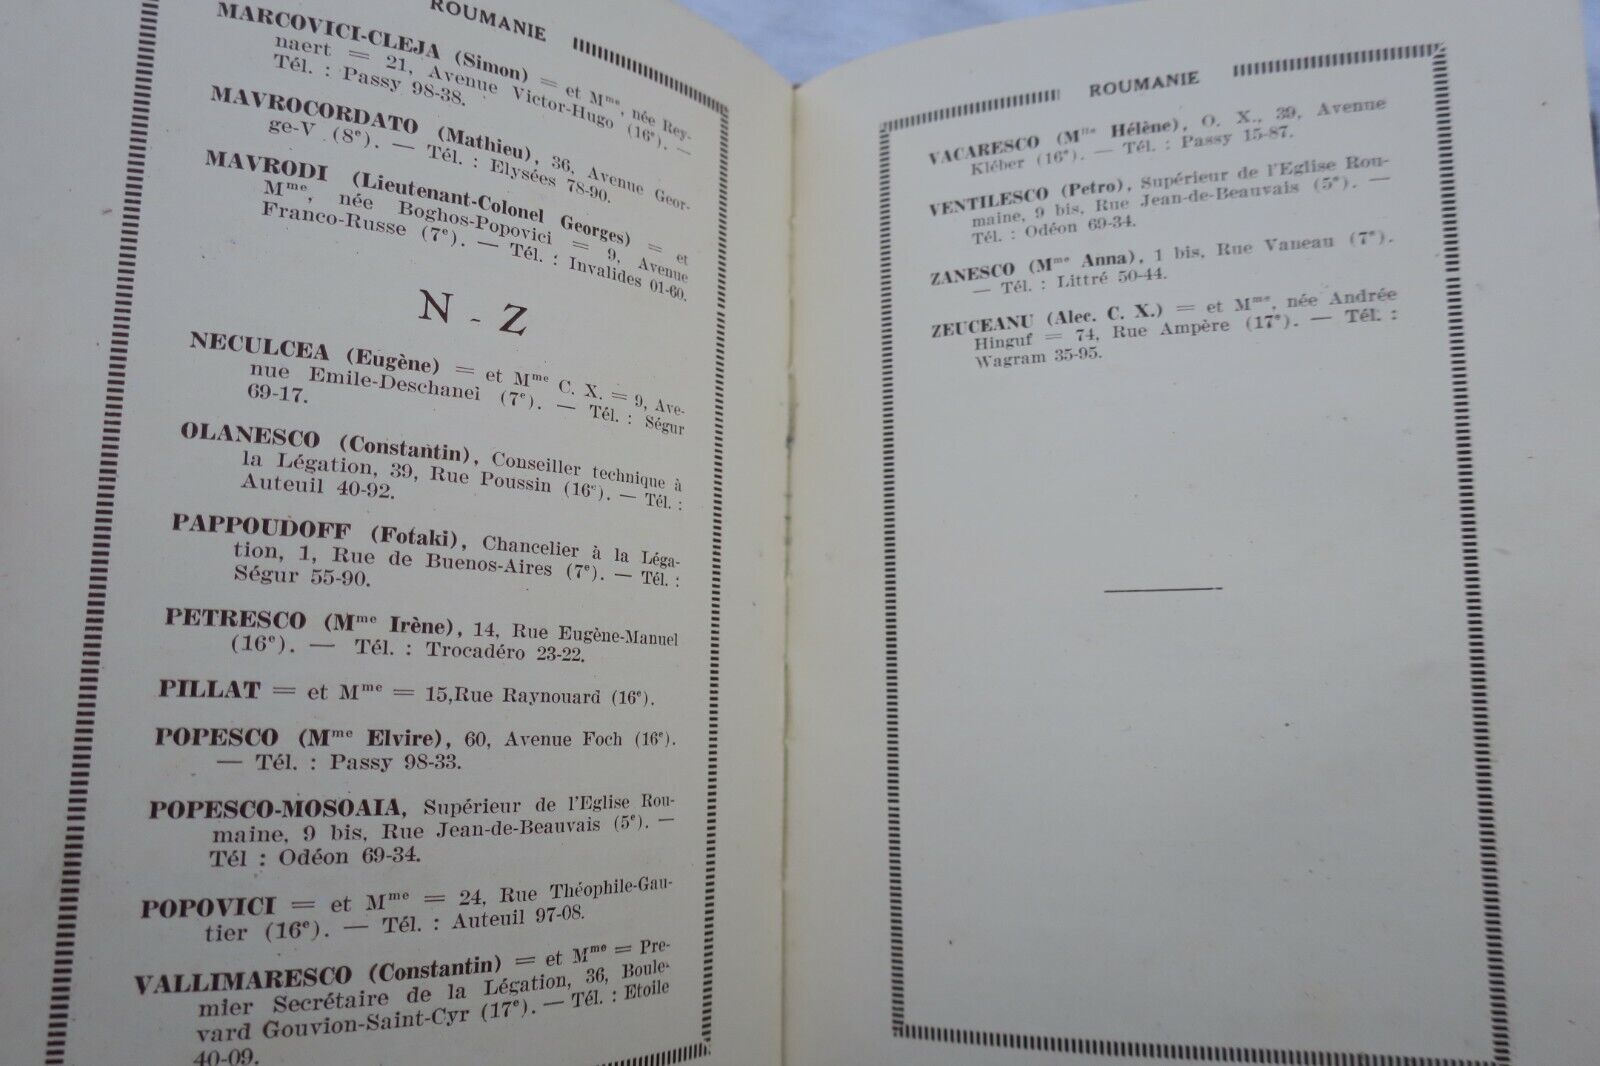 ROUMANIE
MARCOVICI-CLEJA (Simon) = et Mme, née Rey-
naert = 21, Avenue Victor-Hugo (16e). —
Tél. : Passy 98-38.
MAVROCORDATO (Mathieu), 36, Avenue Geor-
ge-V (8e). — Tél. : Elysées 78-90.
MAVRODI (Lieutenant-Colonel Georges) = et
Mme, née Boghos-Popovici = 9, Avenue
Franco-Russe (7e). — Tél. : Invalides 01-60.
N - Z
NECULCEA (Eugène) = et Mme C. X. = 9, Ave-
nue Emile-Deschanel (7e). — Tél. : Ségur
69-17.
OLANESCO (Constantin), Conseiller technique à
la Légation, 39, Rue Poussin (16e). — Tél. :
Auteuil 40-92.
PAPPOUDOFF (Fotaki), Chancelier à la Léga-
tion, 1, Rue de Buenos-Aires (7e). — Tél. :
Ségur 55-90.
PETRESCO (Mme Irène), 14, Rue Eugène-Manuel
(16e). — Tél. : Trocadéro 23-22.
PILLAT = et Mme = 15,Rue Raynouard (16e).
POPESCO (Mme Elvire), 60, Avenue Foch (16e).
— Tél. : Passy 98-33.
POPESCO-MOSOAIA, Supérieur de l'Eglise Rou-
maine, 9 bis, Rue Jean-de-Beauvais (5e). —
Tél : Odéon 69-34.
POPOVICI = et Mme = 24, Rue Théophile-Gau-
tier (16e). — Tél. : Auteuil 97-08.
VALLIMARESCO (Constantin) = et Mme = Pre-
mier Secrétaire de la Légation, 36, Boule-
vard Gouvion-Saint-Cyr (17e). — Tél. : Etoile
40-09.
ROUMANIE
VACARESCO (Mlle Hélène), O. X., 39, Avenue
Kléber (16e). — Tél. : Passy 15-87.
VENTILESCO (Petro), Supérieur de l'Eglise Rou-
maine, 9 bis, Rue Jean-de-Beauvais (5e). —
Tél. : Odéon 69-34.
ZANESCO (Mme Anna), 1 bis, Rue Vaneau (7e).
— Tél. : Littré 50-44.
ZEUCEANU (Alec. C. X.) = et Mme, née Andrée
Hinguf = 74, Rue Ampère (17e). — Tél. :
Wagram 35-95.